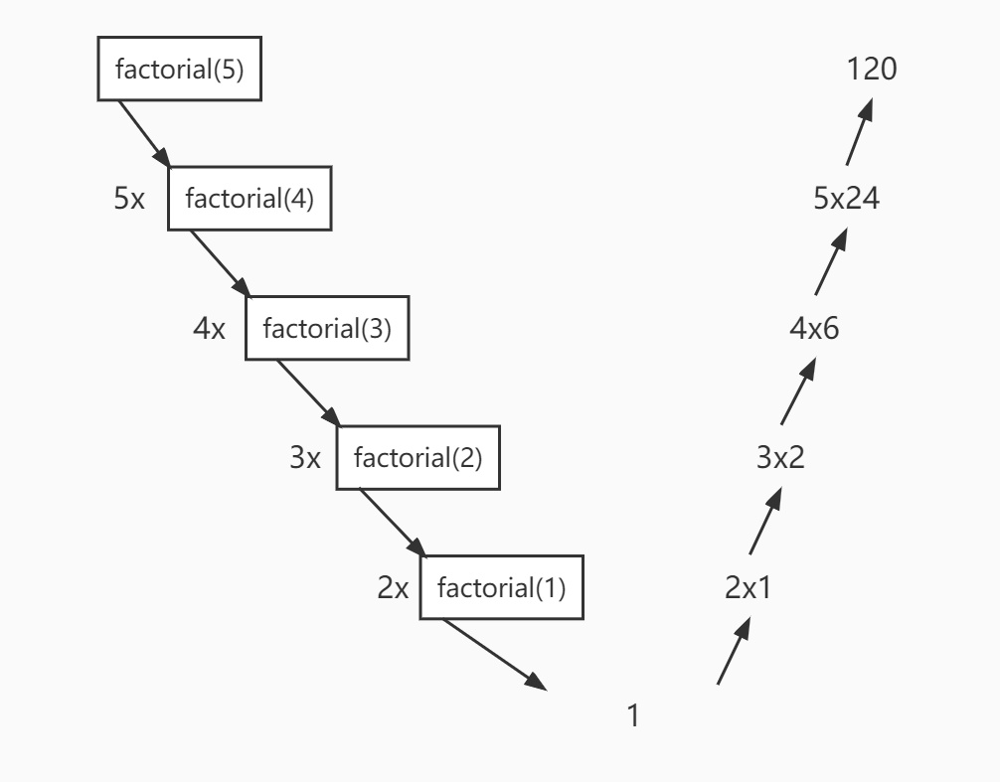 factorial(5)
120
5x factorial(4)
5x24
4x factorial(3)
4x6
3x factorial(2)
3x2
2x factorial(1)
2x1
1